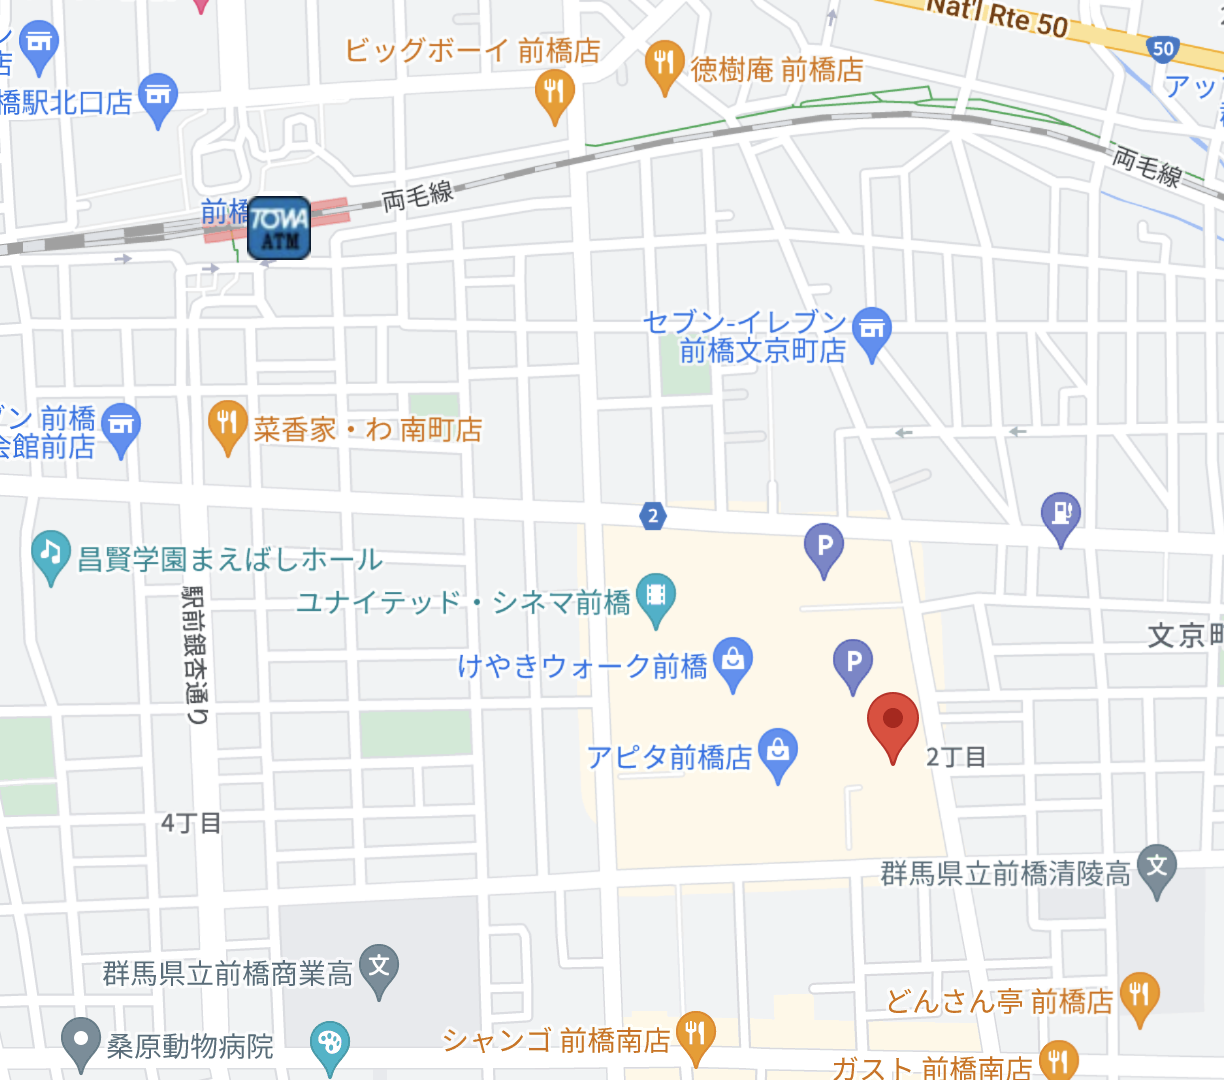 Nat'l Rte 50
50
ビッグボーイ 前橋店
徳樹庵 前橋店
アッ
店
橋駅北口店
両毛線
両毛線
前橋
TOWA
ATM
セブン-イレブン
前橋文京町店
ブン 前橋
会館前店
菜香家・わ 南町店
2
P
昌賢学園まえばしホール
ユナイテッド・シネマ前橋
駅前銀杏通り
文京町
けやきウォーク前橋
P
アピタ前橋店
2丁目
4丁目
群馬県立前橋清陵高
文
群馬県立前橋商業高
文
どんさん亭 前橋店
桑原動物病院
シャンゴ 前橋南店
ガスト 前橋南店